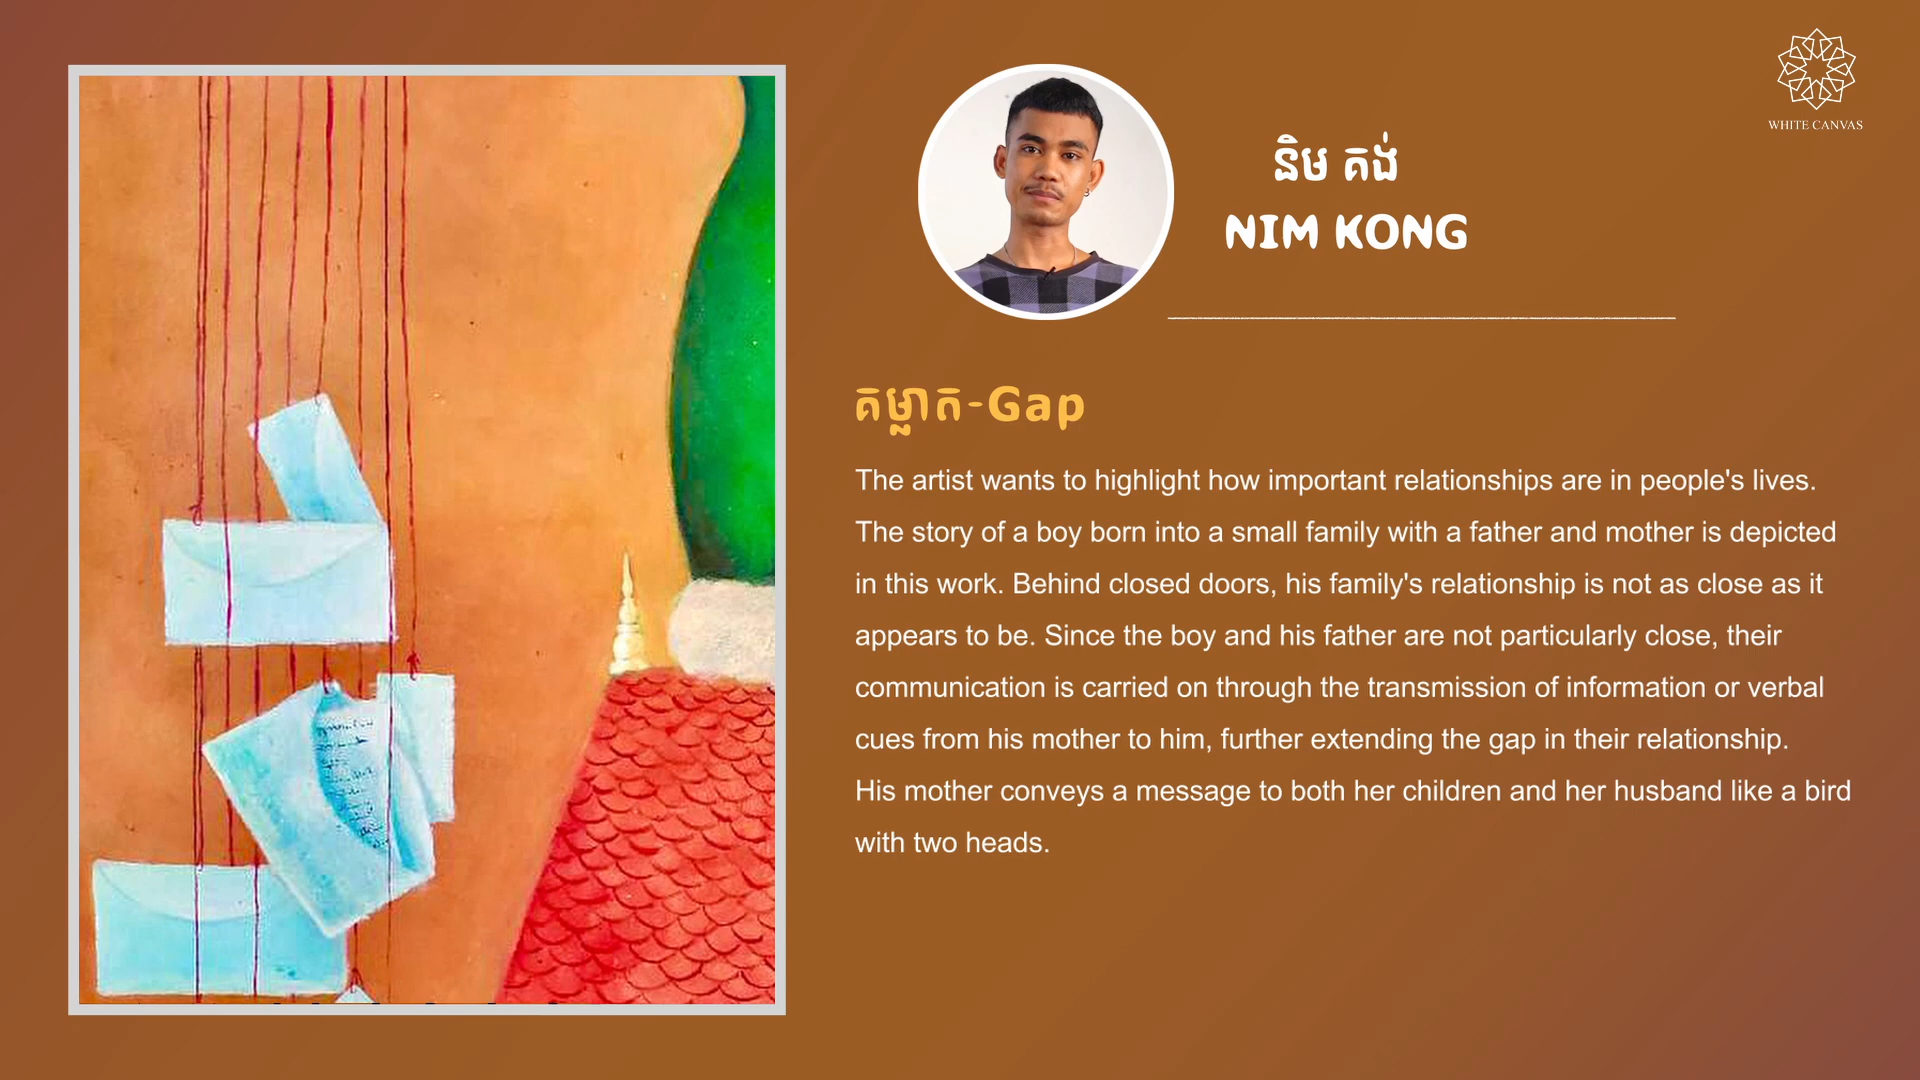 WHITE CANVAS
និម គង់
NIM KONG
គម្លាត-Gap
The artist wants to highlight how important relationships are in people's lives.
The story of a boy born into a small family with a father and mother is depicted
in this work. Behind closed doors, his family's relationship is not as close as it
appears to be. Since the boy and his father are not particularly close, their
communication is carried on through the transmission of information or verbal
cues from his mother to him, further extending the gap in their relationship.
His mother conveys a message to both her children and her husband like a bird
with two heads.